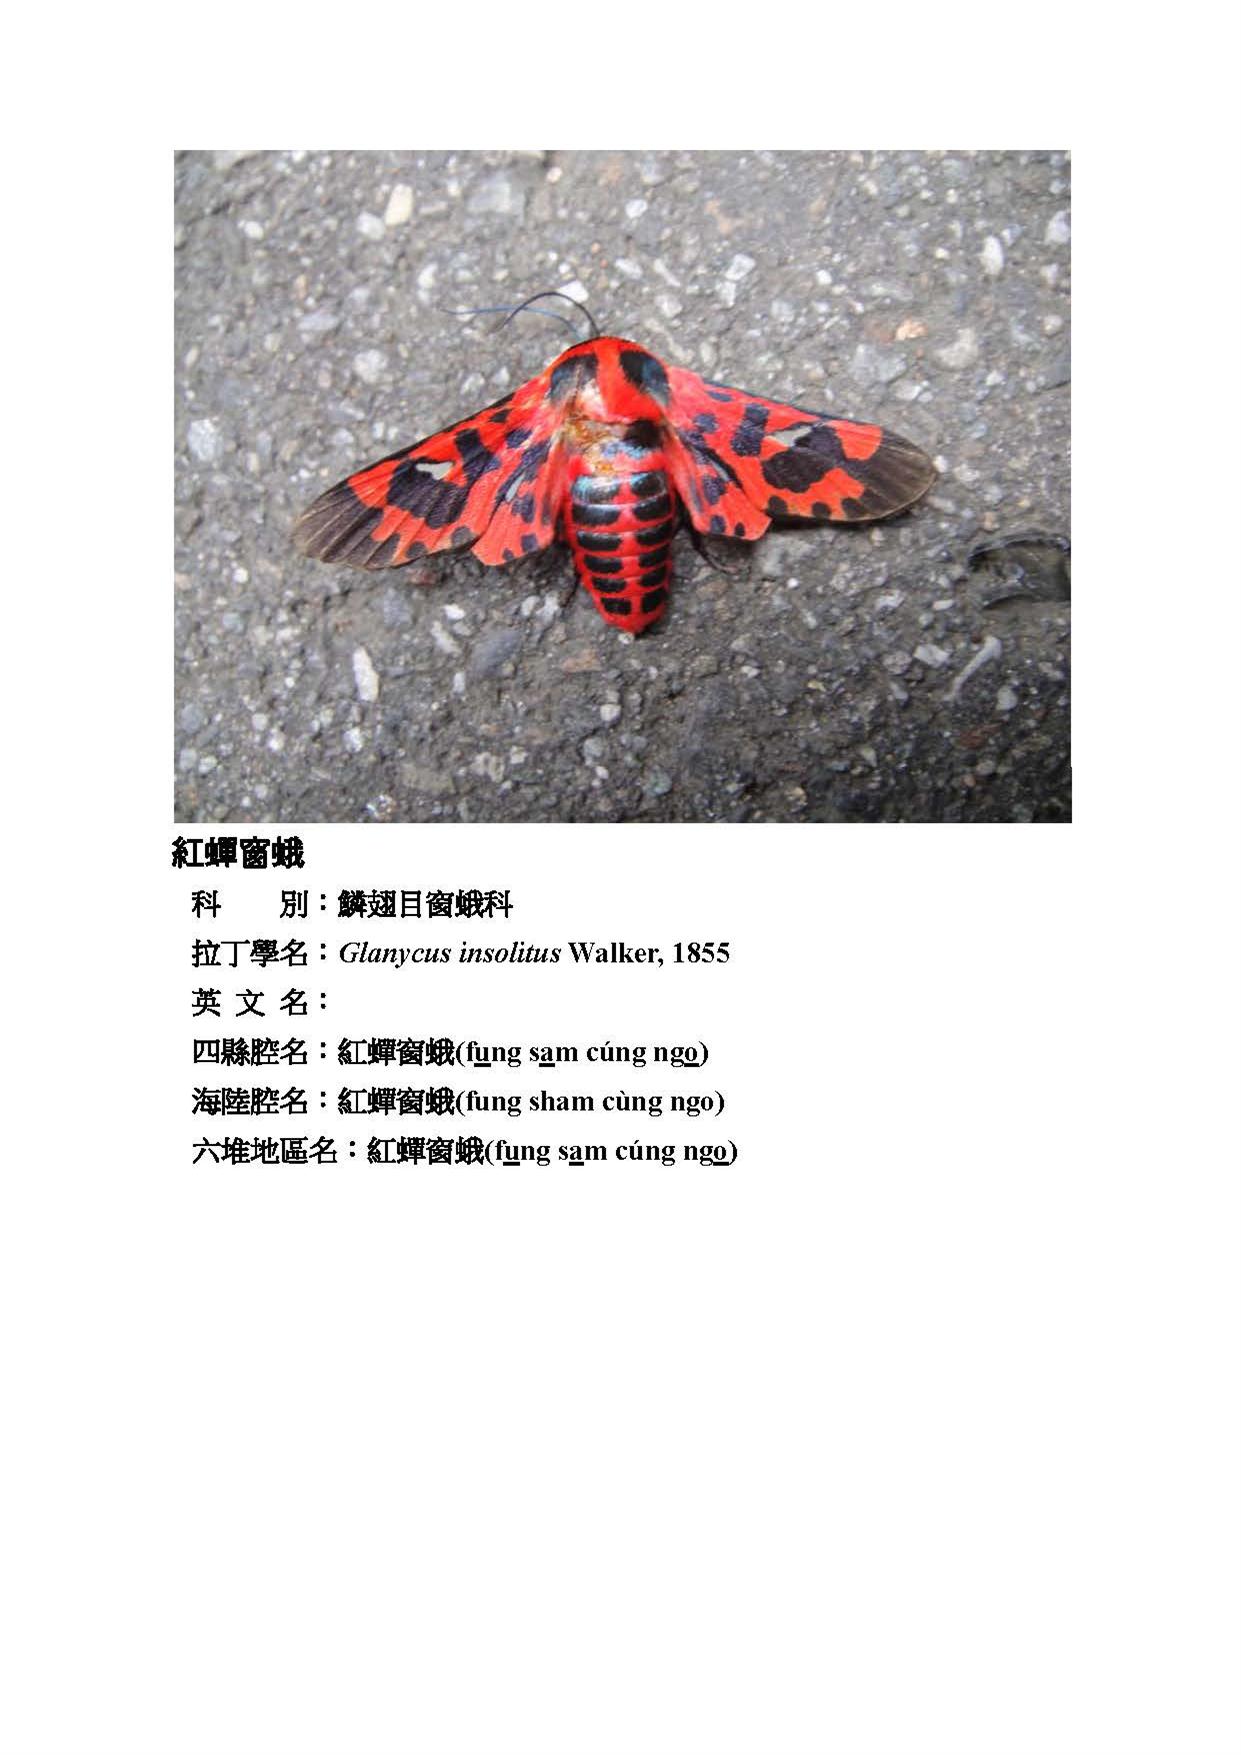 紅蟬窗蛾
科　　別：鱗翅目窗蛾科
拉丁學名：Glanycus insolitus Walker, 1855
英 文 名：
四縣腔名：紅蟬窗蛾(fung sam cúng ngo)
海陸腔名：紅蟬窗蛾(fung sham cùng ngo)
六堆地區名：紅蟬窗蛾(fung sam cúng ngo)